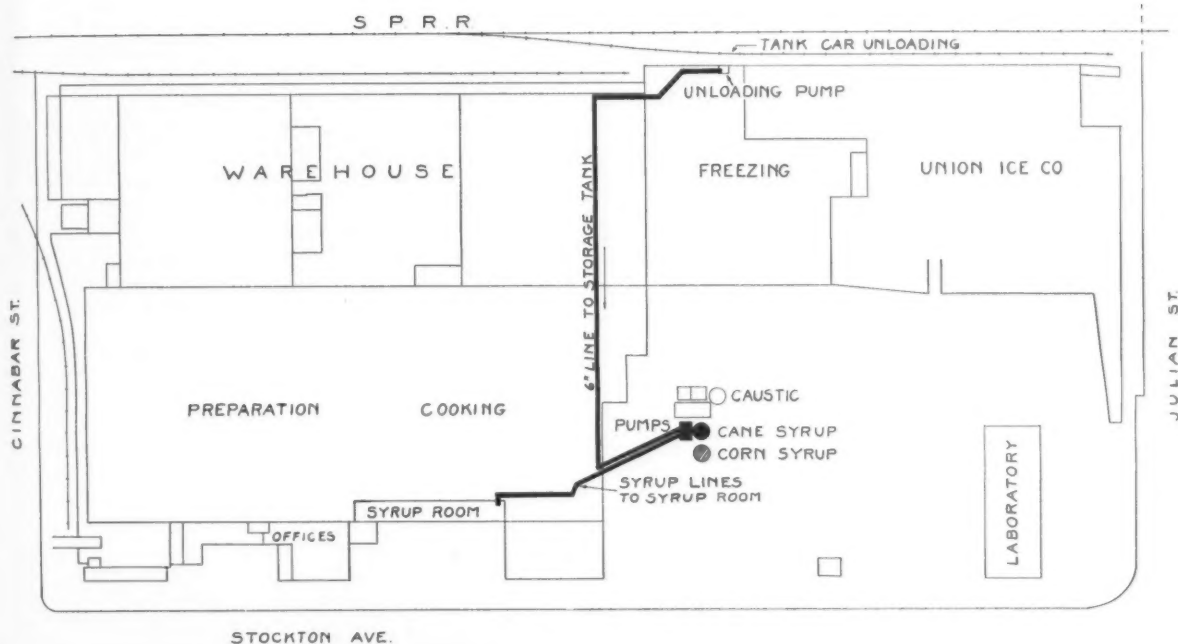 S P. R. R.
TANK CAR UNLOADING
UNLOADING PUMP
WAREHOUSE
FREEZING
UNION ICE CO
6" LINE TO STORAGE TANK
CINNABAR ST.
JULIAN ST.
PREPARATION
COOKING
CAUSTIC
PUMPS
CANE SYRUP
CORN SYRUP
SYRUP LINES
TO SYRUP ROOM
SYRUP ROOM
OFFICES
LABORATORY
STOCKTON AVE.